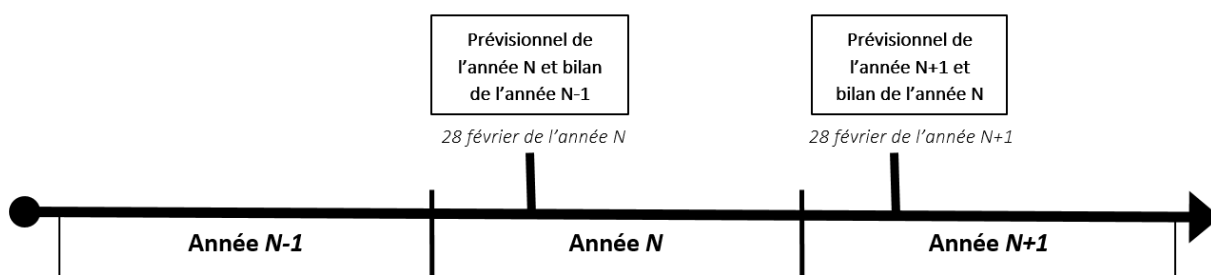 Prévisionnel de
l'année N et bilan
de l'année N-1
28 février de l'année N
Prévisionnel de
l'année N+1 et
bilan de l'année N
28 février de l'année N+1
Année N-1
Année N
Année N+1